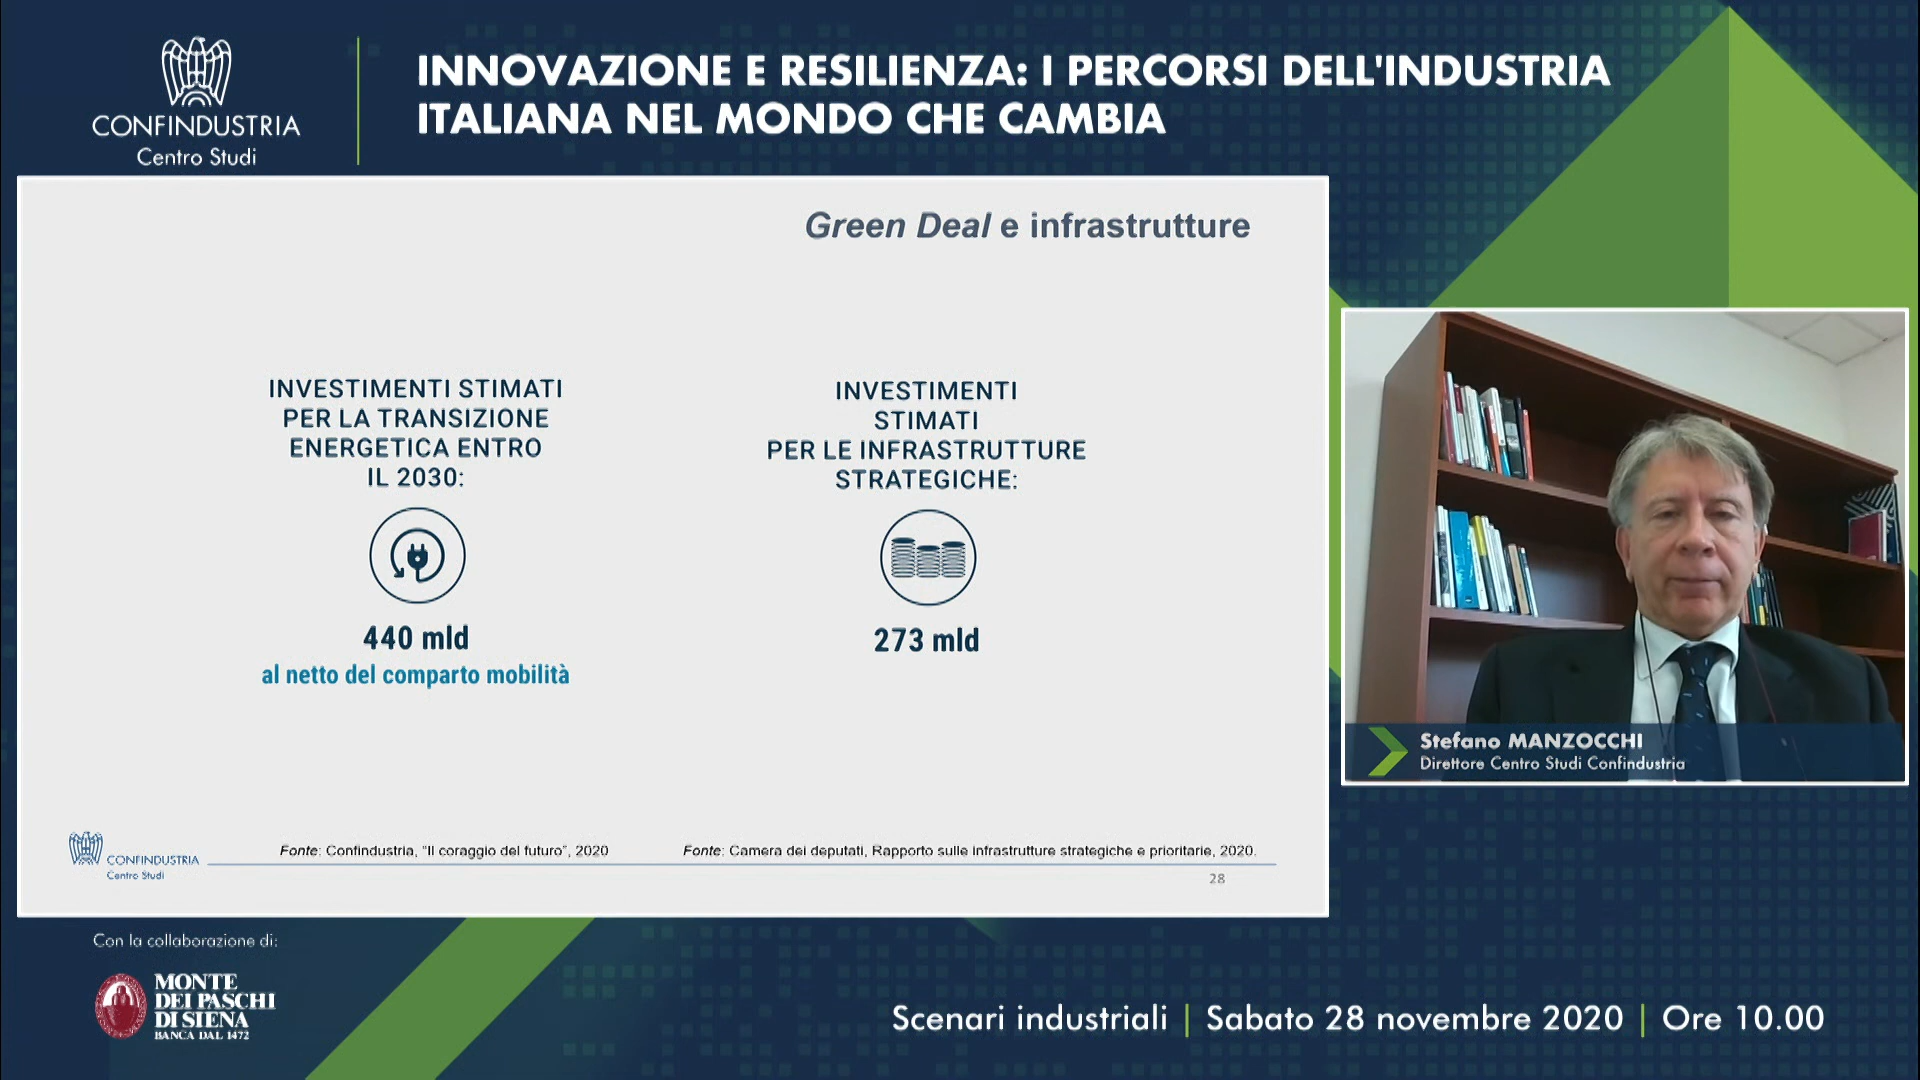 CONFINDUSTRIA
Centro Studi
INNOVAZIONE E RESILIENZA: I PERCORSI DELL'INDUSTRIA
ITALIANA NEL MONDO CHE CAMBIA
Green Deal e infrastrutture
INVESTIMENTI STIMATI
PER LA TRANSIZIONE
ENERGETICA ENTRO
IL 2030:
440 mld
al netto del comparto mobilità
INVESTIMENTI
STIMATI
PER LE INFRASTRUTTURE
STRATEGICHE:
273 mld
Fonte: Confindustria, "Il coraggio del futuro", 2020
Fonte: Camera dei deputati, Rapporto sulle infrastrutture strategiche e prioritarie, 2020.
CONFINDUSTRIA
Centro Studi
28
Stefano MANZOCCHI
Direttore Centro Studi Confindustria
Con la collaborazione di:
MONTE
DEI PASCHI
DI SIENA
BANCA DAL 1472
Scenari industriali | Sabato 28 novembre 2020 | Ore 10.00